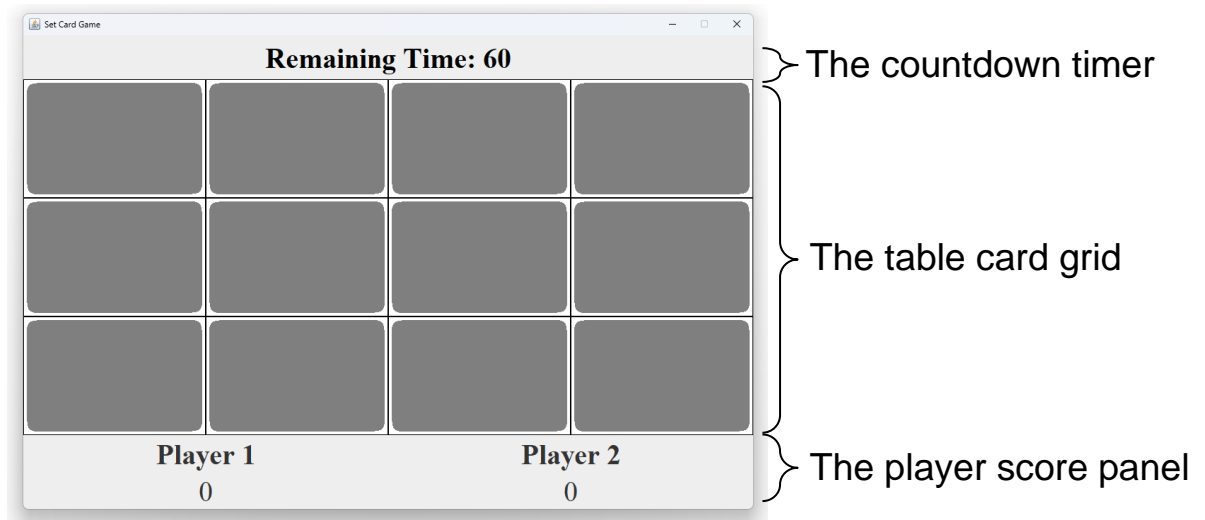 Set Card Game
Remaining Time: 60
The countdown timer
The table card grid
Player 1
Player 2
0
0
The player score panel